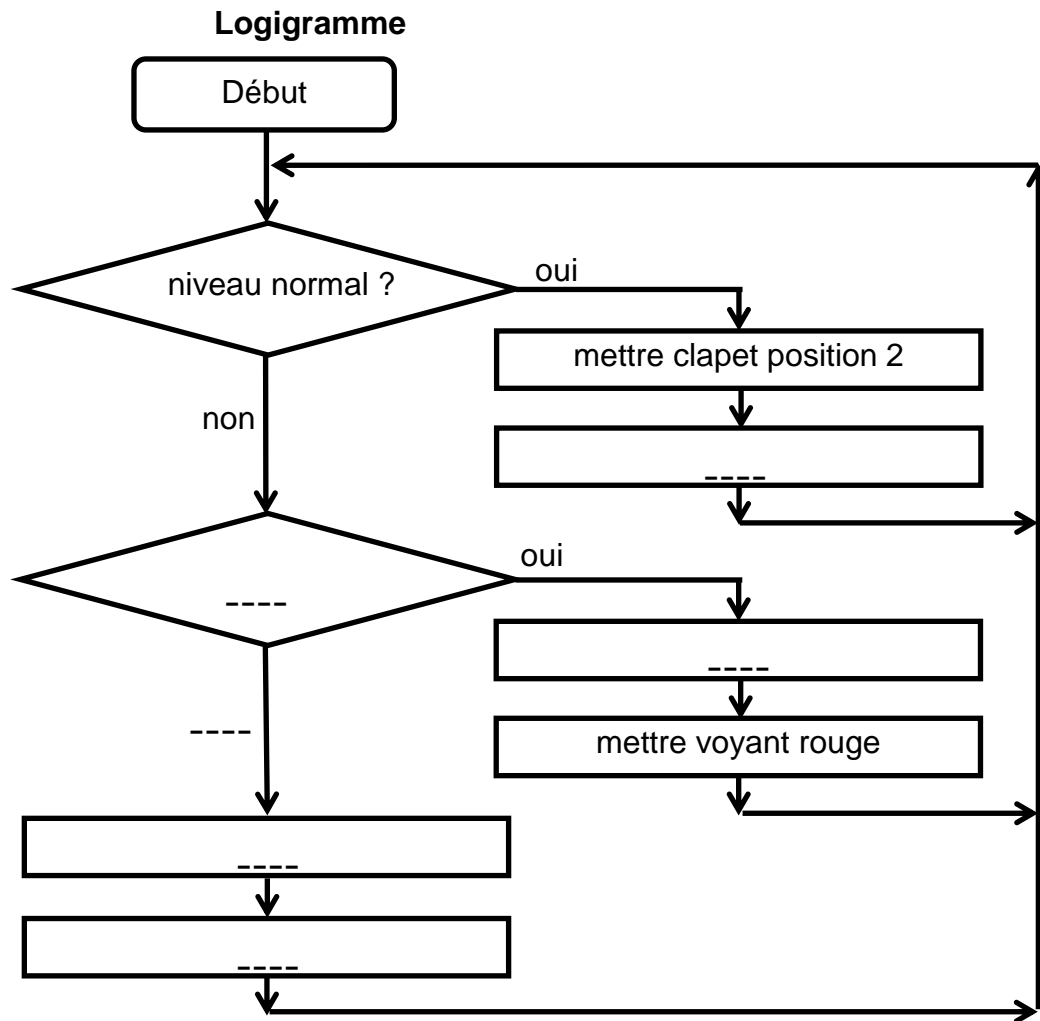 Logigramme
Début
niveau normal ?
oui
mettre clapet position 2
non
----
oui
----
----
----
mettre voyant rouge
----
----